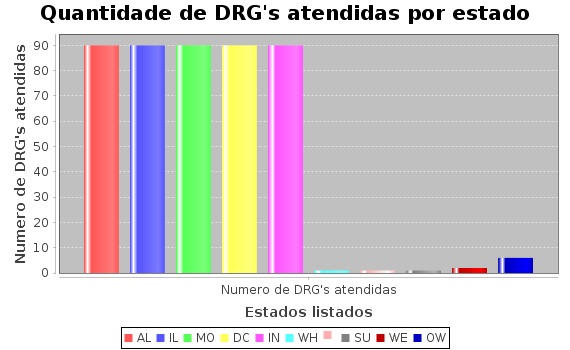 Quantidade de DRG's atendidas por estado
Numero de DRG's atendidas
90
80
70
60
50
40
30
20
10
0
Numero de DRG's atendidas
Estados listados
AL IL MO DC IN WH SU WE OW